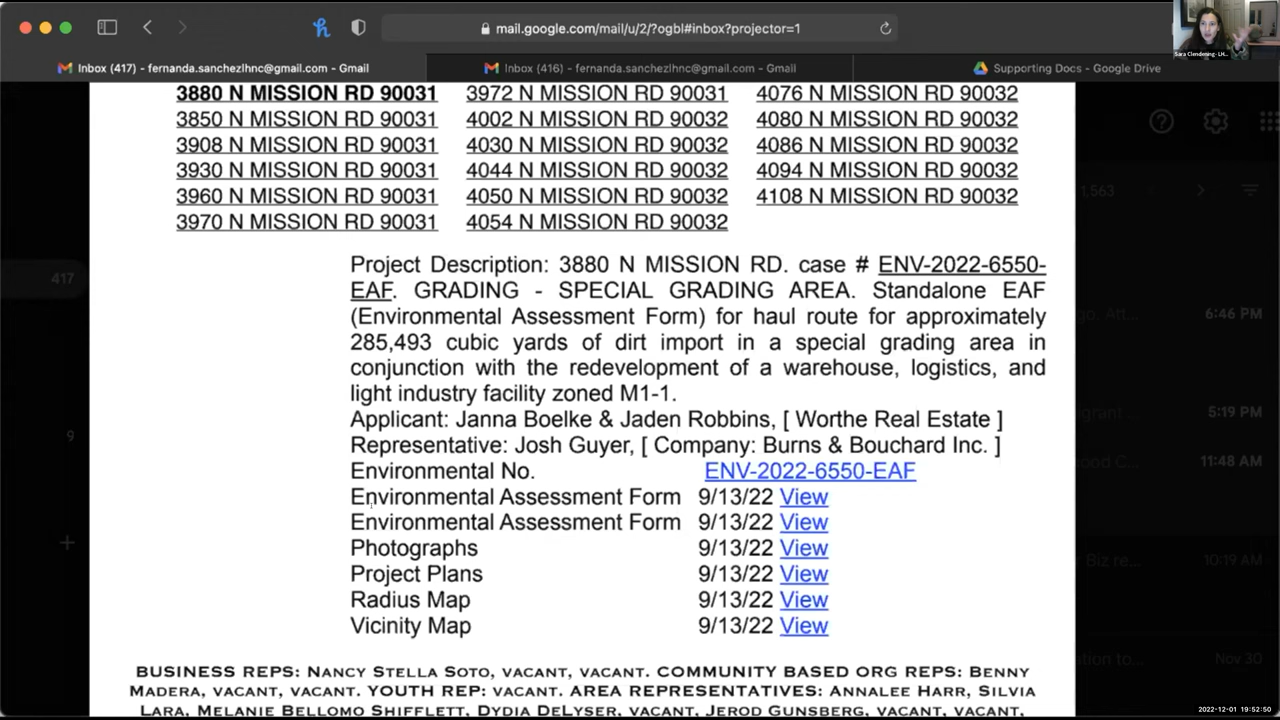 mail.google.com/mail/u/2/?ogbl#inbox?projector=1
Sara Clendening - LH...
Inbox (417) - fernanda.sanchezlhnc@gmail.com - Gmail
Inbox (416) - fernanda.sanchezlhnc@gmail.com - Gmail
Supporting Docs - Google Drive
3880 N MISSION RD 90031 3972 N MISSION RD 90031 4076 N MISSION RD 90032
3850 N MISSION RD 90031 4002 N MISSION RD 90032 4080 N MISSION RD 90032
3908 N MISSION RD 90031 4030 N MISSION RD 90032 4086 N MISSION RD 90032
3930 N MISSION RD 90031 4044 N MISSION RD 90032 4094 N MISSION RD 90032
3960 N MISSION RD 90031 4050 N MISSION RD 90032 4108 N MISSION RD 90032
3970 N MISSION RD 90031 4054 N MISSION RD 90032
1,563
417
Project Description: 3880 N MISSION RD. case # ENV-2022-6550-
EAF. GRADING - SPECIAL GRADING AREA. Standalone EAF
(Environmental Assessment Form) for haul route for approximately
285,493 cubic yards of dirt import in a special grading area in
conjunction with the redevelopment of a warehouse, logistics, and
light industry facility zoned M1-1.
Applicant: Janna Boelke & Jaden Robbins, [ Worthe Real Estate ]
Representative: Josh Guyer, [ Company: Burns & Bouchard Inc. ]
Environmental No. ENV-2022-6550-EAF
Environmental Assessment Form 9/13/22 View
Environmental Assessment Form 9/13/22 View
Photographs 9/13/22 View
Project Plans 9/13/22 View
Radius Map 9/13/22 View
Vicinity Map 9/13/22 View
9
go. Att... 6:46 PM
5:19 PM
11:48 AM
Biz re... 10:19 AM
Nov 30
BUSINESS REPS: NANCY STELLA SOTO, VACANT, VACANT. COMMUNITY BASED ORG REPS: BENNY
MADERA, VACANT, VACANT. YOUTH REP: VACANT. AREA REPRESENTATIVES: ANNALEE HARR, SILVIA
LARA, MELANIE BELLOMO SHIFFLETT, DYDIA DELYSER, VACANT, JEROD GUNSBERG, VACANT, VACANT,
2022-12-01 19:52:50